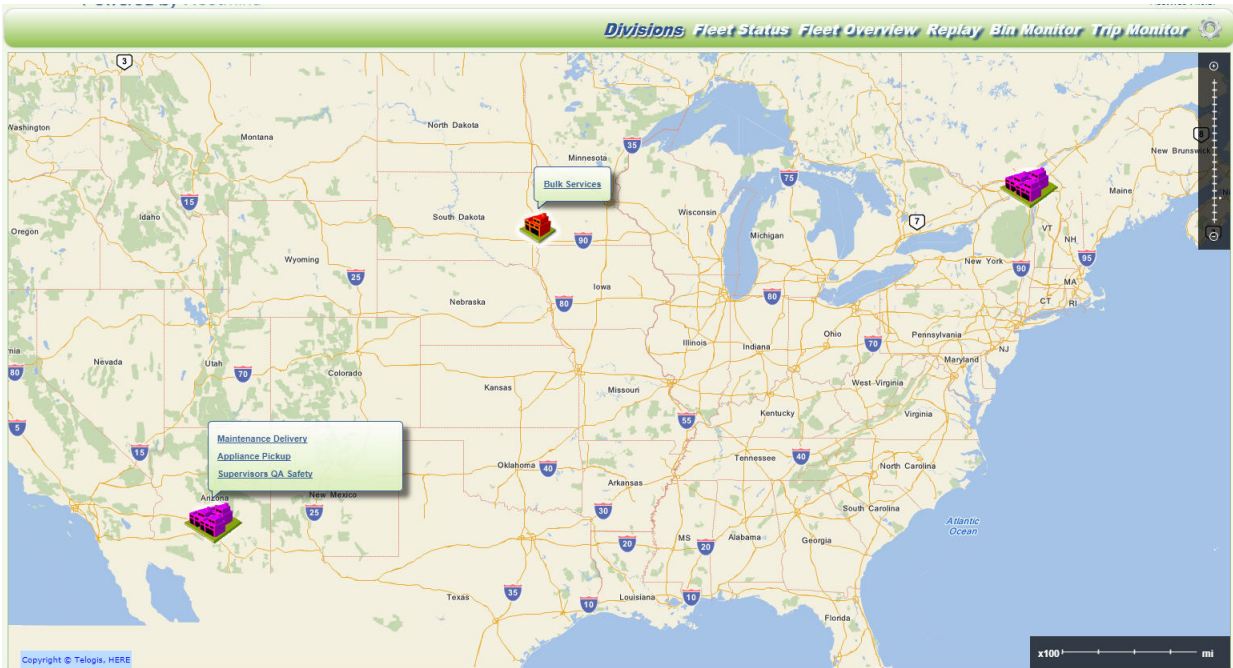 Powered by
Divisions Fleet Status Fleet Overview Replay Bin Monitor Trip Monitor
3
Washington
Montana
North Dakota
Minnesota
35
8
New Brunswick
Bulk Services
75
Maine
15
Idaho
South Dakota
Wisconsin
7
Oregon
90
Michigan
VT
NH
Wyoming
25
New York
90
95
Iowa
MA
Nebraska
80
80
CT
RI
Ohio
Pennsylvania
Illinois
Indiana
70
NJ
Nevada
Utah
Maryland
80
70
Colorado
West Virginia
Kansas
Missouri
Kentucky
Virginia
5
55
Maintenance Delivery
15
Appliance Pickup
Tennessee
40
Oklahoma
40
North Carolina
Supervisors QA Safety
Arkansas
Arizona
New Mexico
25
30
South Carolina
Atlantic
Ocean
MS
Alabama
Georgia
20
20
Texas
35
Louisiana
10
10
Florida
x100
mi
Copyright © Telogis, HERE